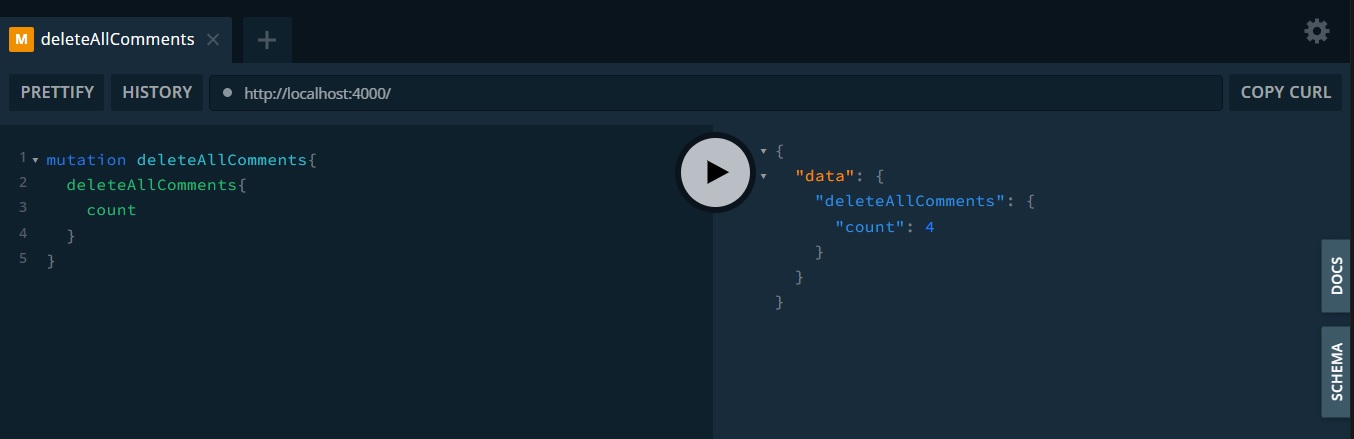 M deleteAllComments
PRETTIFY HISTORY http://localhost:4000/ COPY CURL
1 mutation deleteAllComments{
2 deleteAllComments{
3 count
4 }
5 }
{
"data": {
"deleteAllComments": {
"count": 4
}
}
}
DOCS
SCHEMA